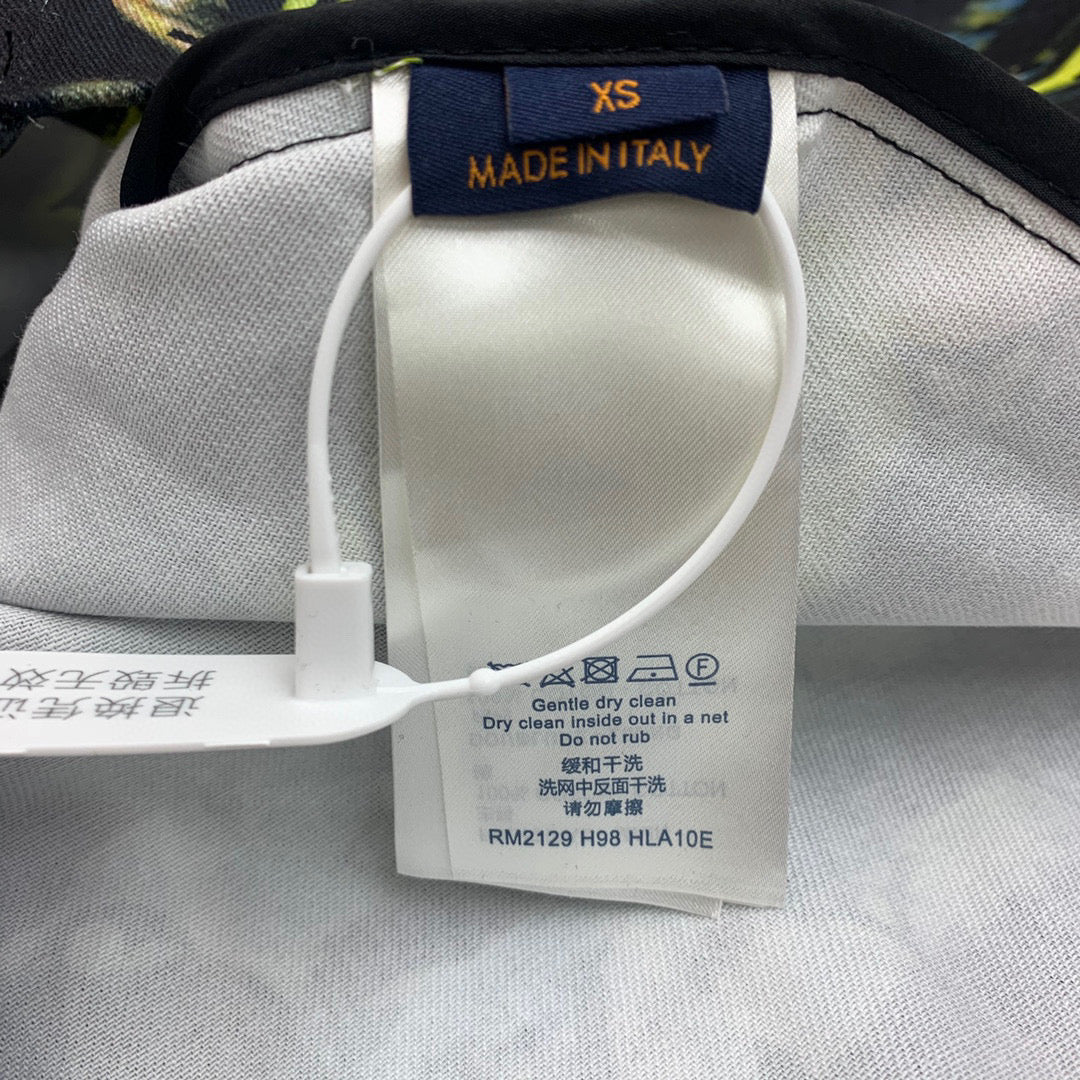 XS
MADE IN ITALY
Gentle dry clean
Dry clean inside out in a net
Do not rub
缓和干洗
洗网中反面干洗
请勿摩擦
RM2129 H98 HLA10E
退换凭证
拆毁无效